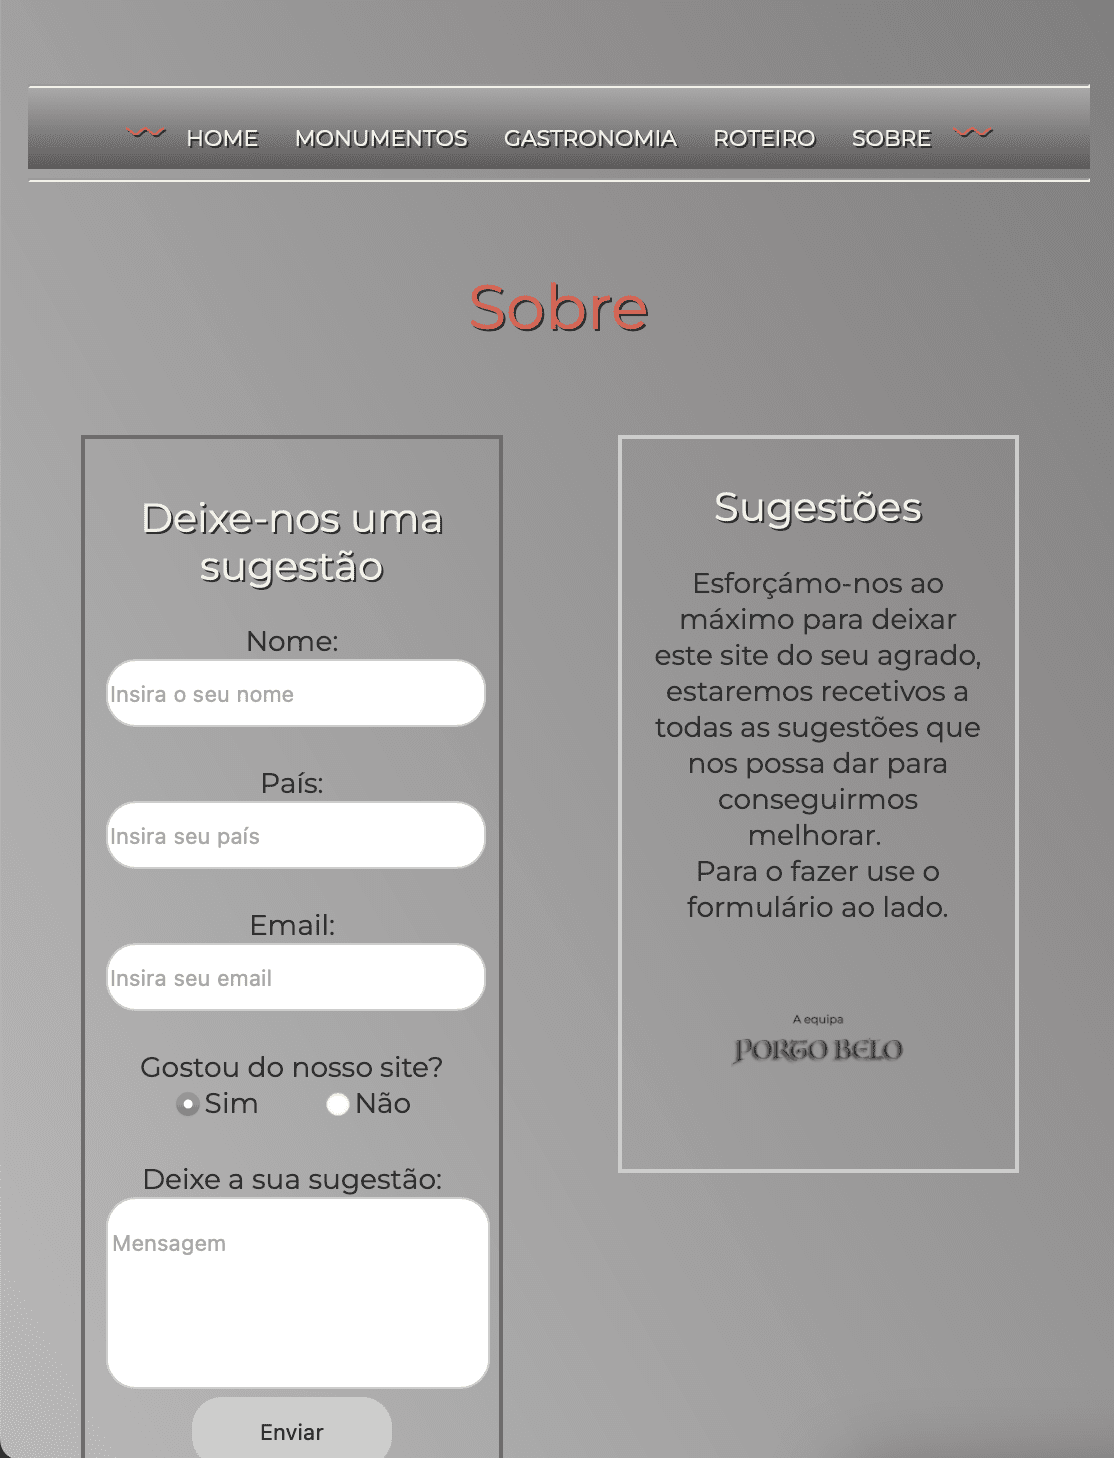 HOME MONUMENTOS GASTRONOMIA ROTEIRO SOBRE
Sobre
Deixe-nos uma
sugestão
Nome:
Insira o seu nome
País:
Insira seu país
Email:
Insira seu email
Gostou do nosso site?
Sim Não
Deixe a sua sugestão:
Mensagem
Enviar
Sugestões
Esforçámo-nos ao
máximo para deixar
este site do seu agrado,
estaremos recetivos a
todas as sugestões que
nos possa dar para
conseguirmos
melhorar.
Para o fazer use o
formulário ao lado.
A equipa
PORTO BELO